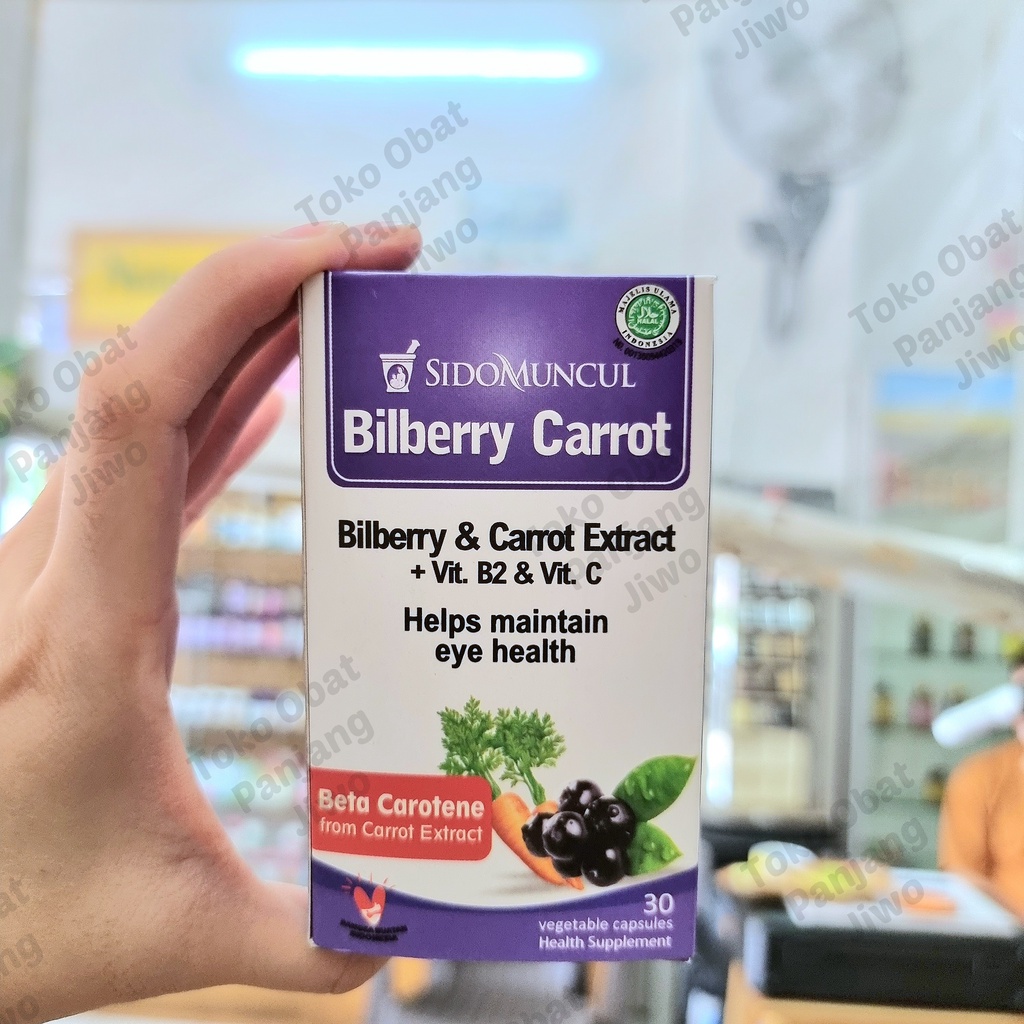 Toko Obat
Panjang
Jiwo
MAJELIS ULAMA
HALAL
INDONESIA
SIDOMUNCUL
Bilberry Carrot
Bilberry & Carrot Extract
+ Vit. B2 & Vit. C
Helps maintain
eye health
Beta Carotene
from Carrot Extract
30
vegetable capsules
Health Supplement